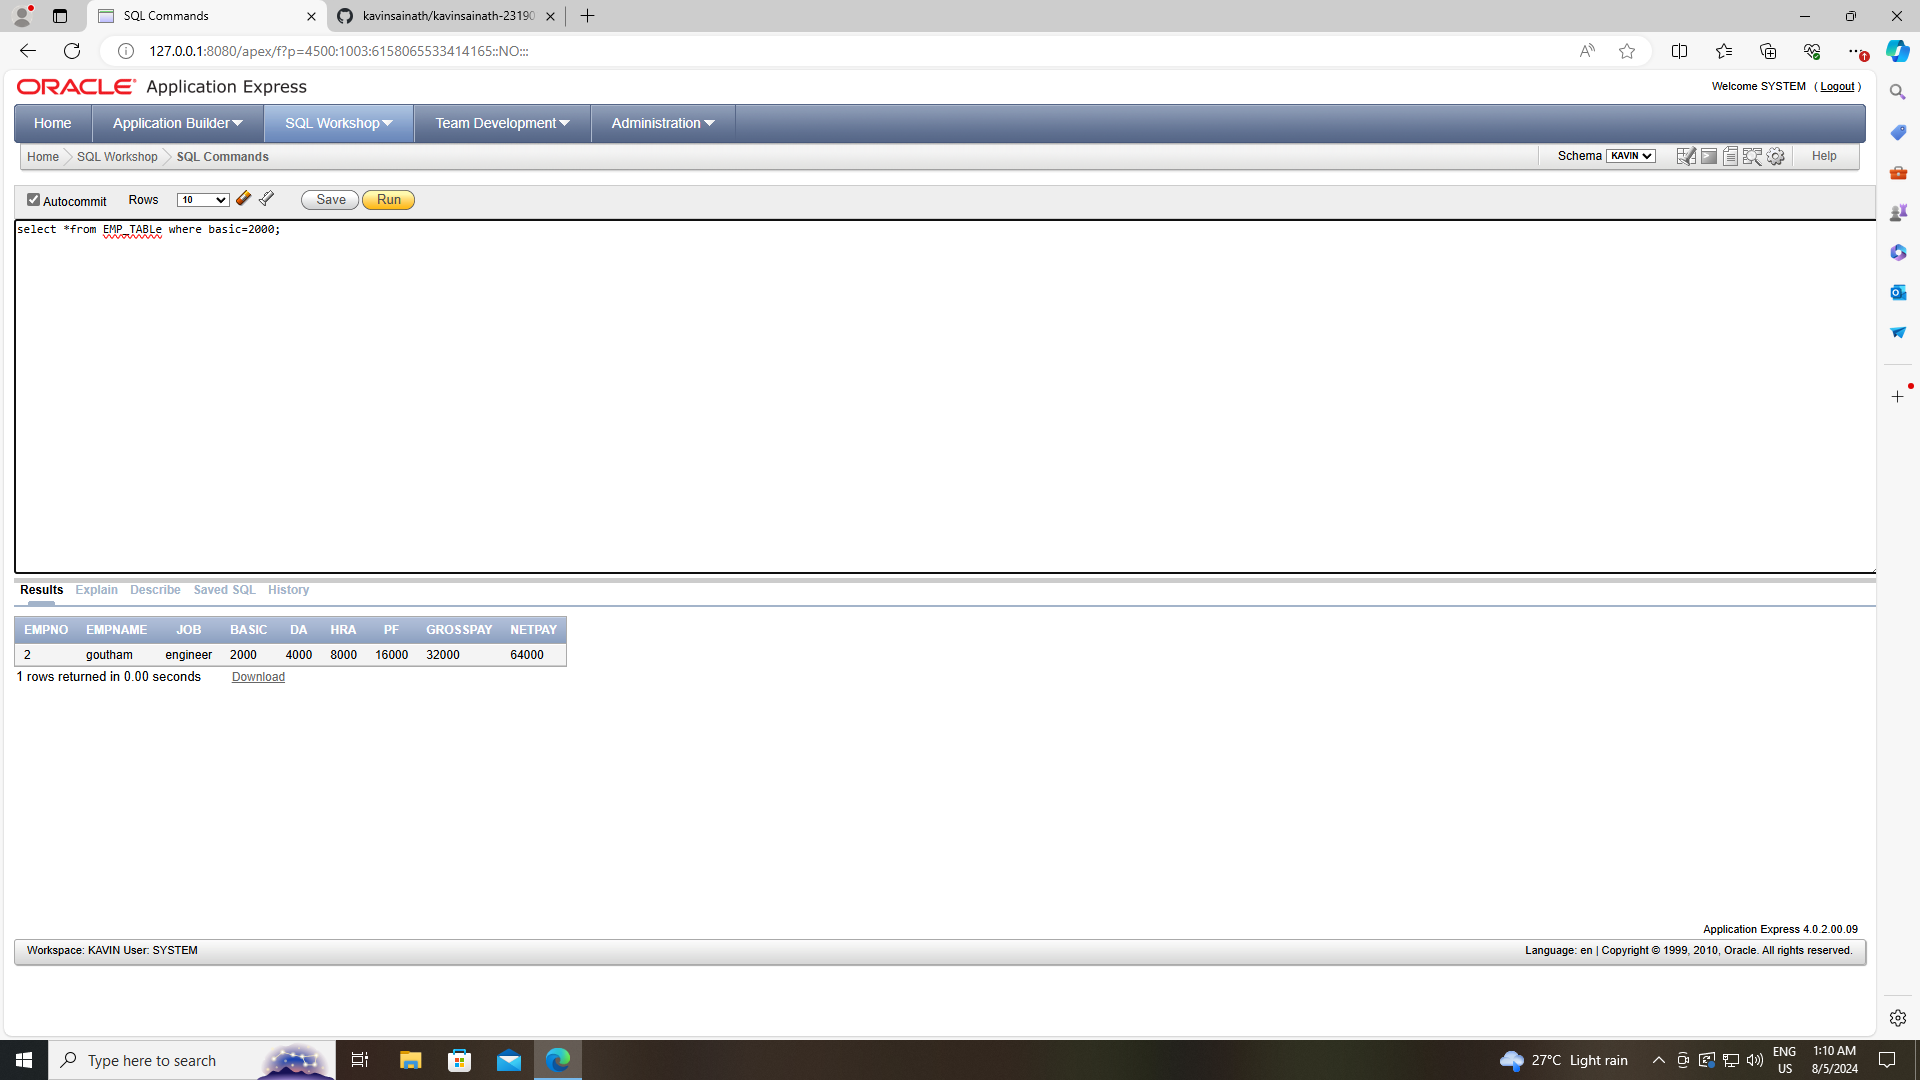 SQL Commands
kavinsainath/kavinsainath-23190
127.0.0.1:8080/apex/f?p=4500:1003:6158065533414165::NO:::
ORACLE Application Express
Welcome SYSTEM ( Logout )
Home Application Builder SQL Workshop Team Development Administration
Home SQL Workshop SQL Commands Schema KAVIN Help
Autocommit Rows 10 Save Run
select *from EMP_TABLe where basic=2000;
Results Explain Describe Saved SQL History
EMPNO EMPNAME JOB BASIC DA HRA PF GROSSPAY NETPAY
2 goutham engineer 2000 4000 8000 16000 32000 64000
1 rows returned in 0.00 seconds Download
Application Express 4.0.2.00.09
Workspace: KAVIN User: SYSTEM Language: en | Copyright © 1999, 2010, Oracle. All rights reserved.
Type here to search
27°C Light rain
ENG
US
1:10 AM
8/5/2024